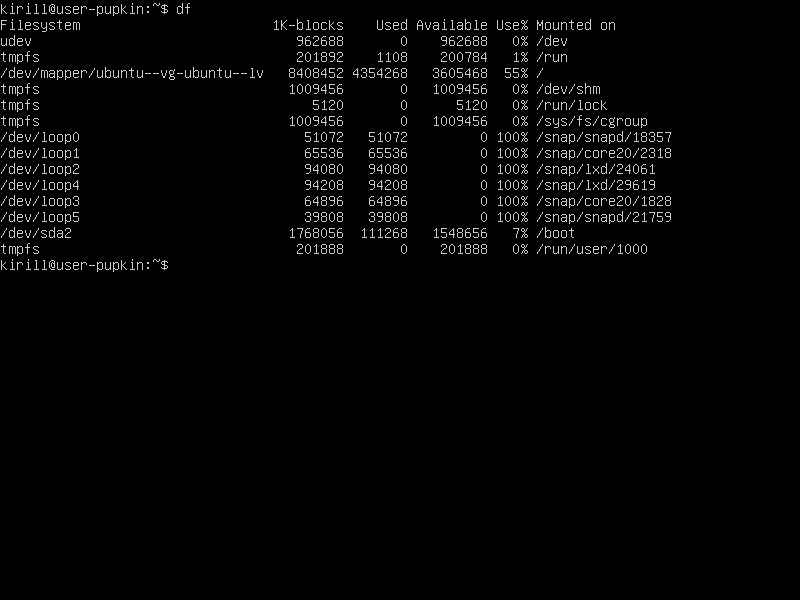 kirill@user-pupkin:~$ df
Filesystem                        1K-blocks    Used Available Use% Mounted on
udev                                 962688       0    962688   0% /dev
tmpfs                                201892    1108    200784   1% /run
/dev/mapper/ubuntu--vg-ubuntu--lv   8408452 4354268   3605468  55% /
tmpfs                               1009456       0   1009456   0% /dev/shm
tmpfs                                  5120       0      5120   0% /run/lock
tmpfs                               1009456       0   1009456   0% /sys/fs/cgroup
/dev/loop0                            51072   51072         0 100% /snap/snapd/18357
/dev/loop1                            65536   65536         0 100% /snap/core20/2318
/dev/loop2                            94080   94080         0 100% /snap/lxd/24061
/dev/loop4                            94208   94208         0 100% /snap/lxd/29619
/dev/loop3                            64896   64896         0 100% /snap/core20/1828
/dev/loop5                            39808   39808         0 100% /snap/snapd/21759
/dev/sda2                           1768056  111268   1548656   7% /boot
tmpfs                                201888       0    201888   0% /run/user/1000
kirill@user-pupkin:~$